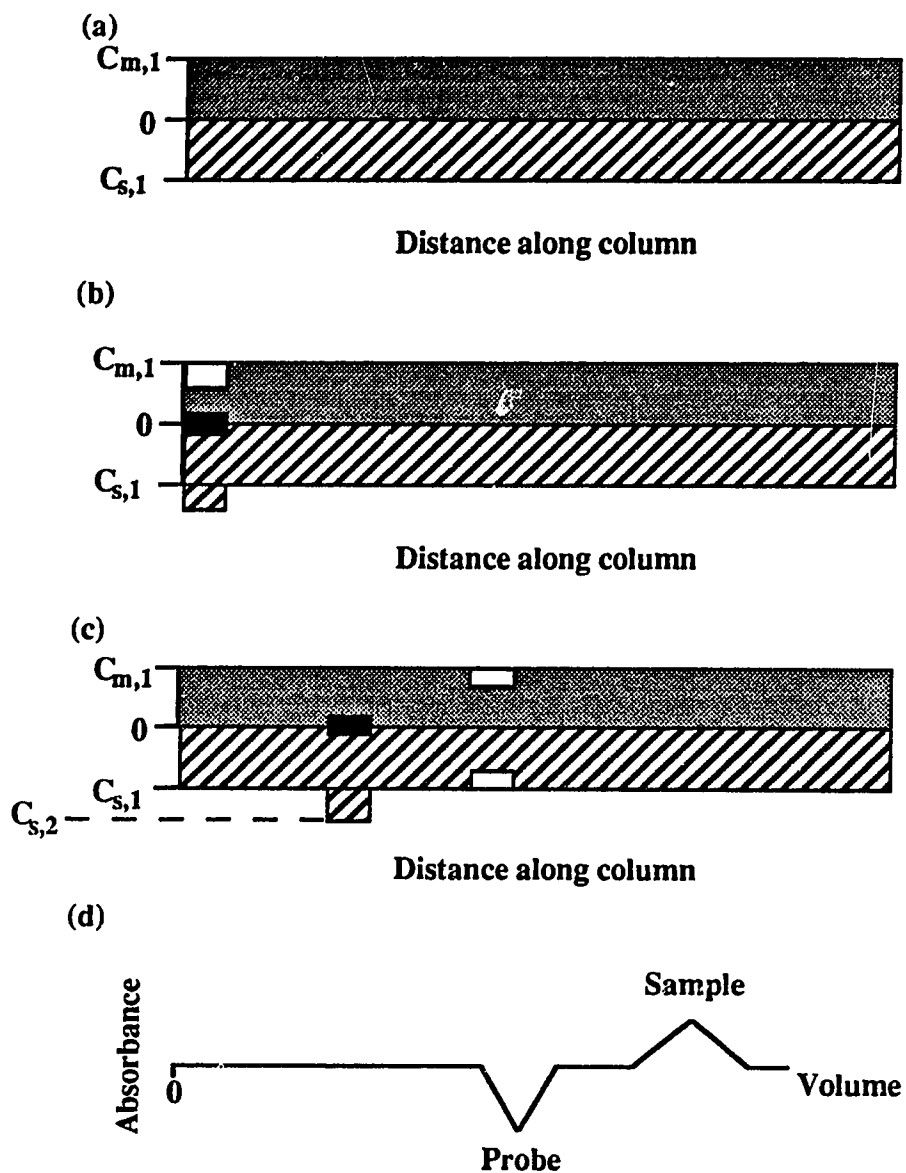 (a)
Cm,1
0
Cs,1
Distance along column
(b)
Cm,1
0
Cs,1
Distance along column
(c)
Cm,1
0
Cs,1
Cs,2
Distance along column
(d)
Absorbance
Sample
0
Volume
Probe